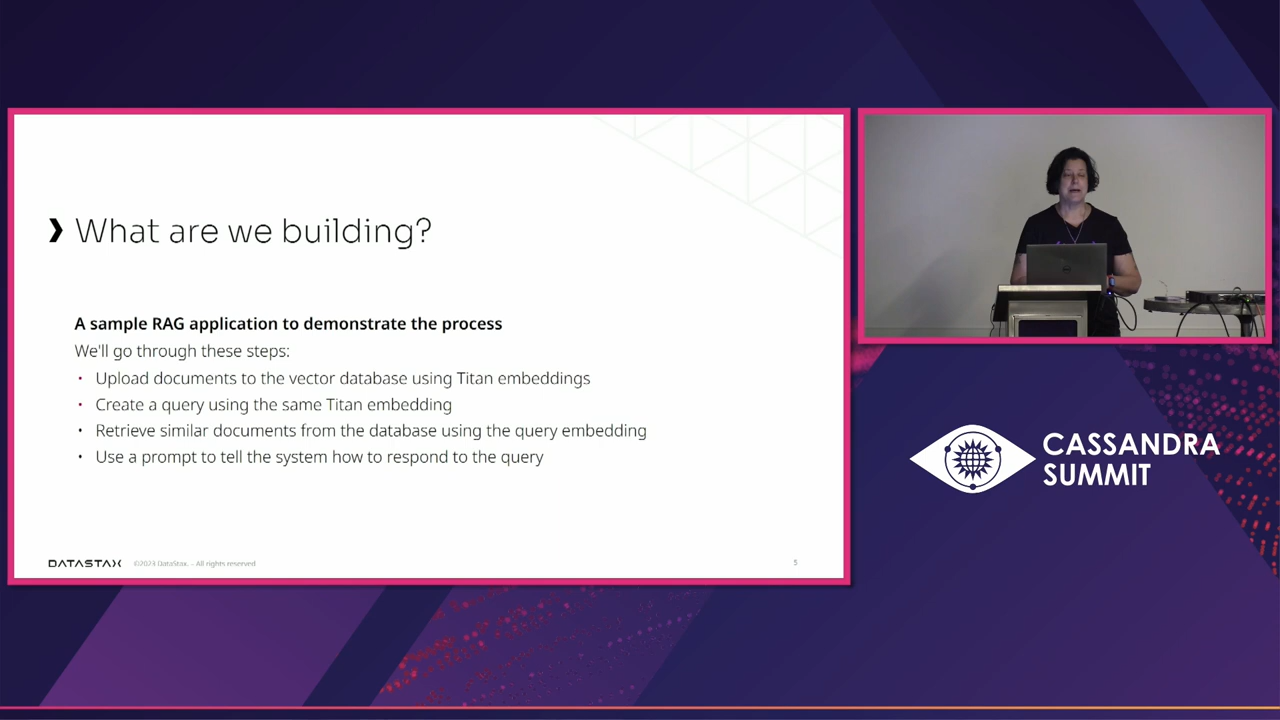 What are we building?
A sample RAG application to demonstrate the process
We'll go through these steps:
• Upload documents to the vector database using Titan embeddings
• Create a query using the same Titan embedding
• Retrieve similar documents from the database using the query embedding
• Use a prompt to tell the system how to respond to the query
DATASTAX ©2023 DataStax. – All rights reserved 5
CASSANDRA
SUMMIT